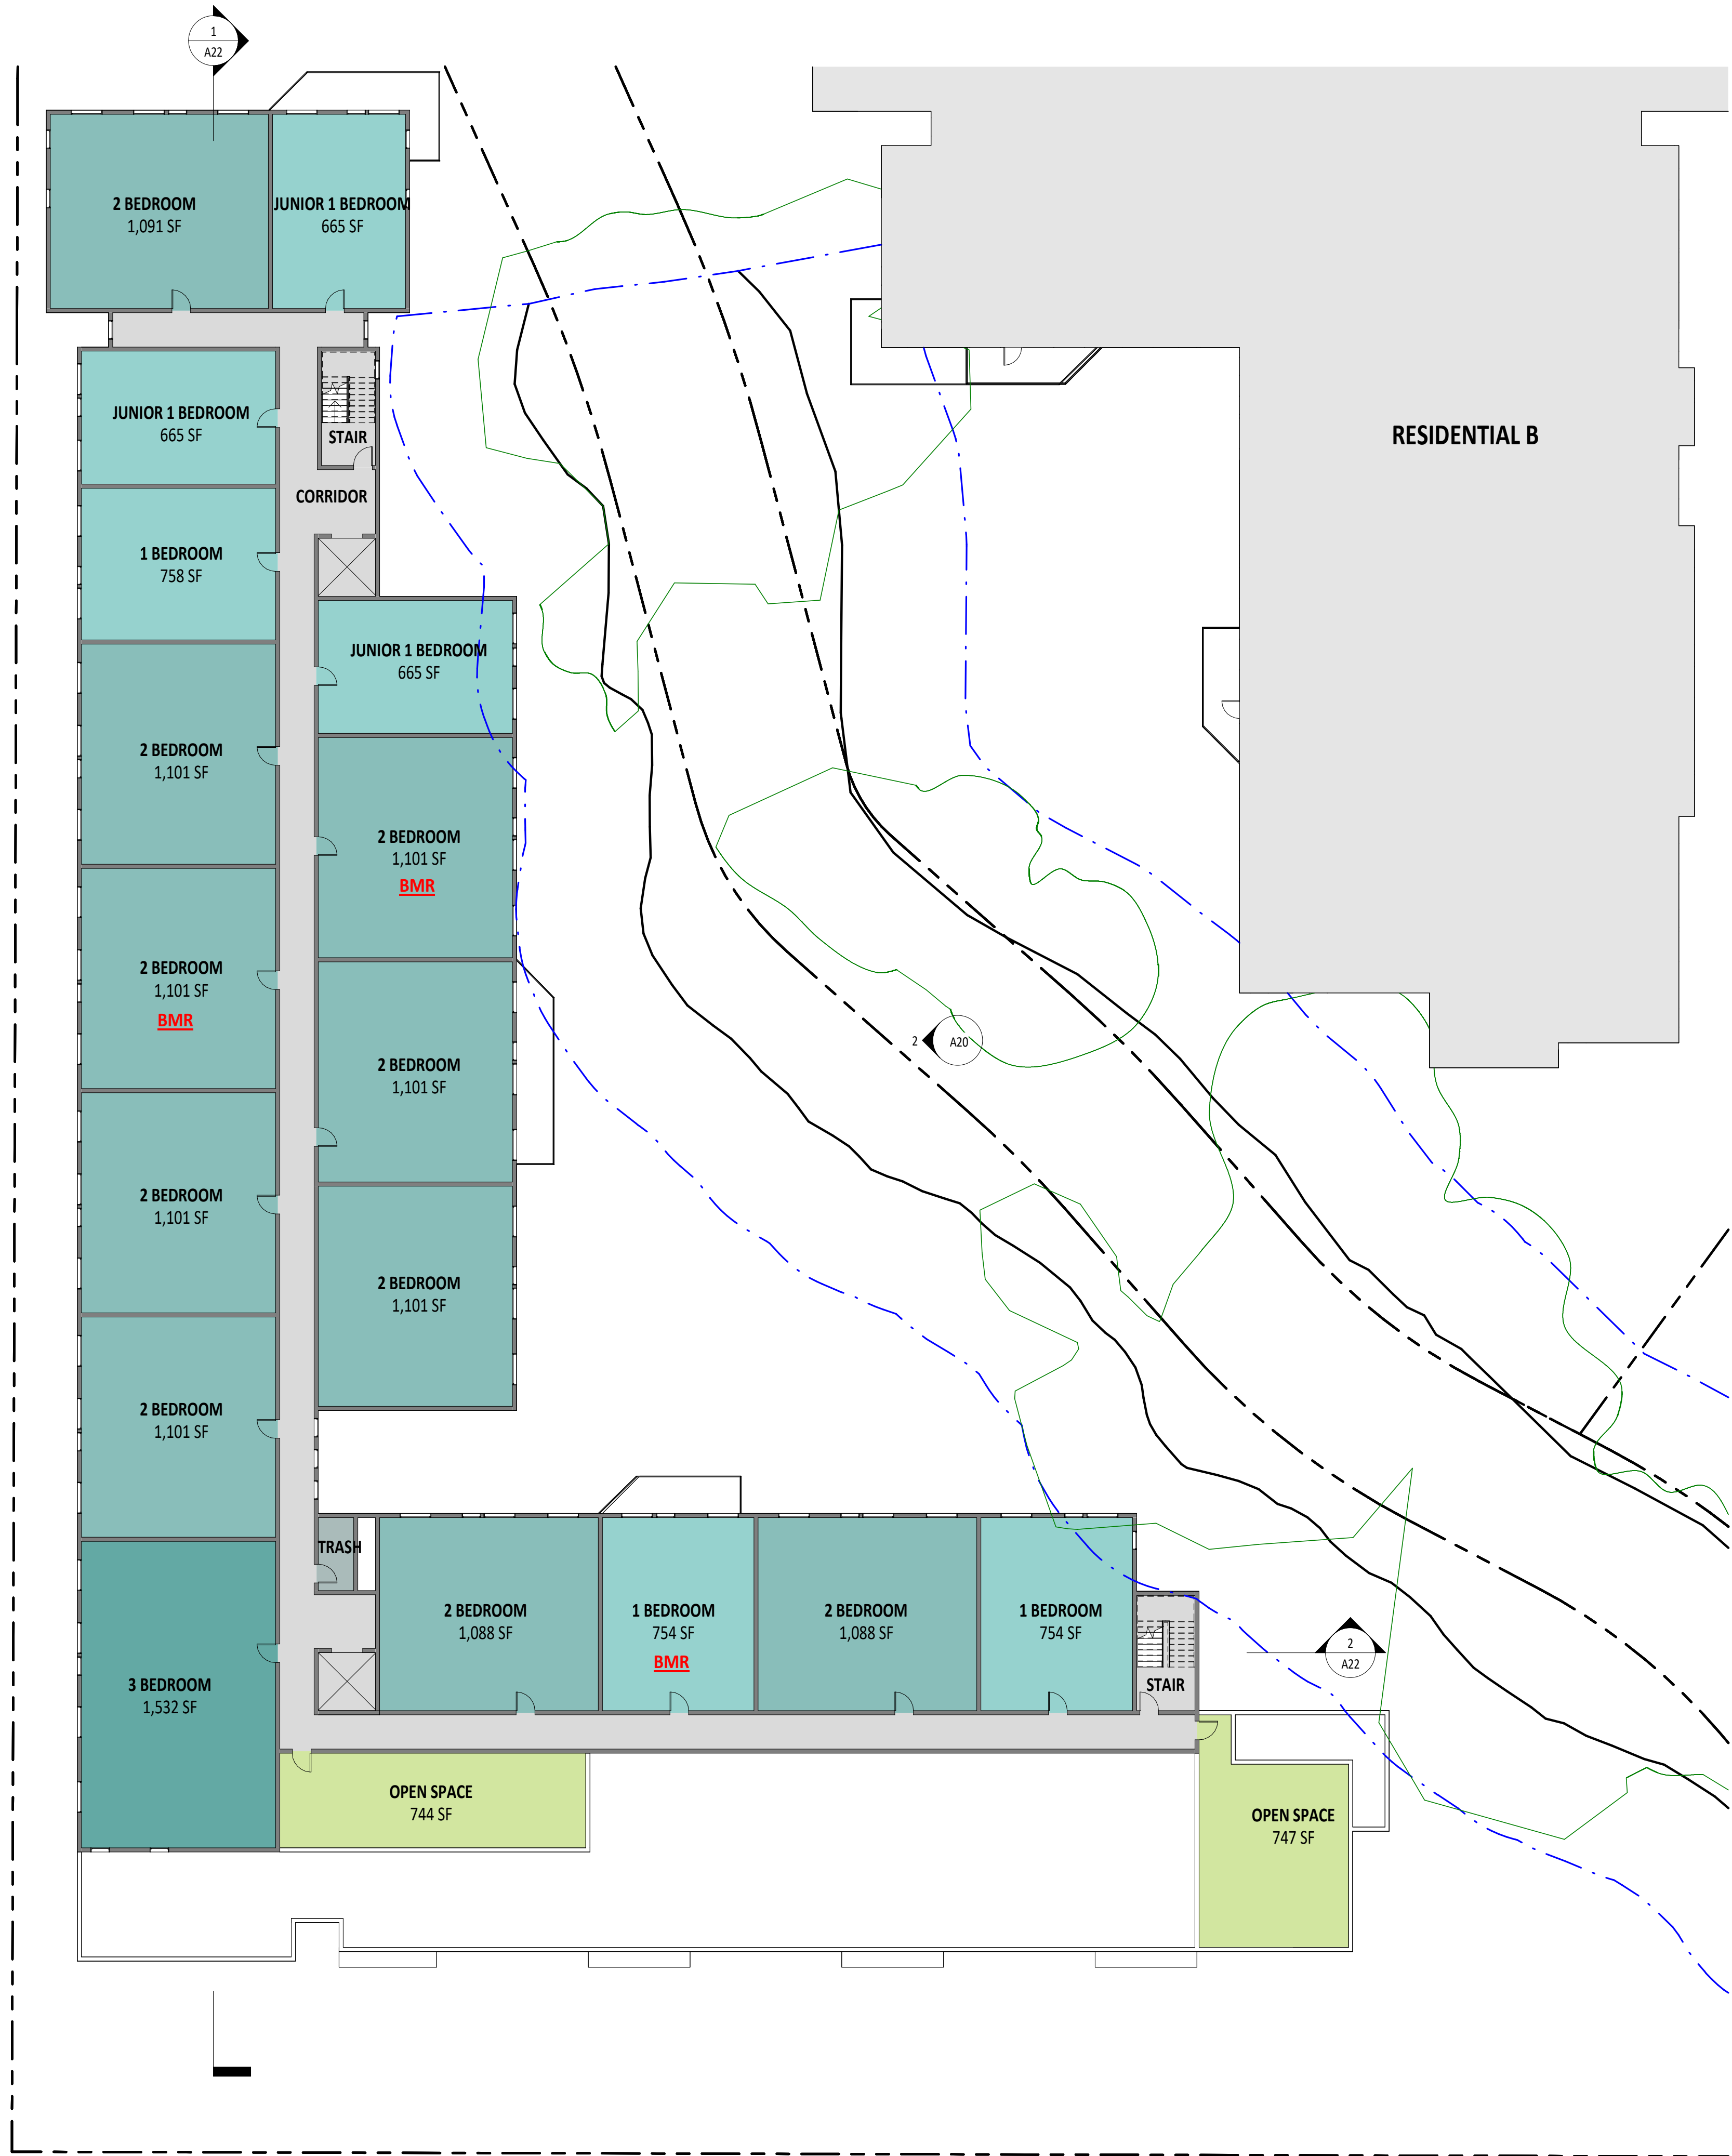 1
A22
2 BEDROOM
1,091 SF
JUNIOR 1 BEDROOM
665 SF
JUNIOR 1 BEDROOM
665 SF
STAIR
RESIDENTIAL B
CORRIDOR
1 BEDROOM
758 SF
JUNIOR 1 BEDROOM
665 SF
2 BEDROOM
1,101 SF
2 BEDROOM
1,101 SF
BMR
2 BEDROOM
1,101 SF
BMR
2 BEDROOM
1,101 SF
2 A20
2 BEDROOM
1,101 SF
2 BEDROOM
1,101 SF
2 BEDROOM
1,101 SF
TRASH
2 BEDROOM
1,088 SF
1 BEDROOM
754 SF
BMR
2 BEDROOM
1,088 SF
1 BEDROOM
754 SF
2
A22
3 BEDROOM
1,532 SF
STAIR
OPEN SPACE
744 SF
OPEN SPACE
747 SF